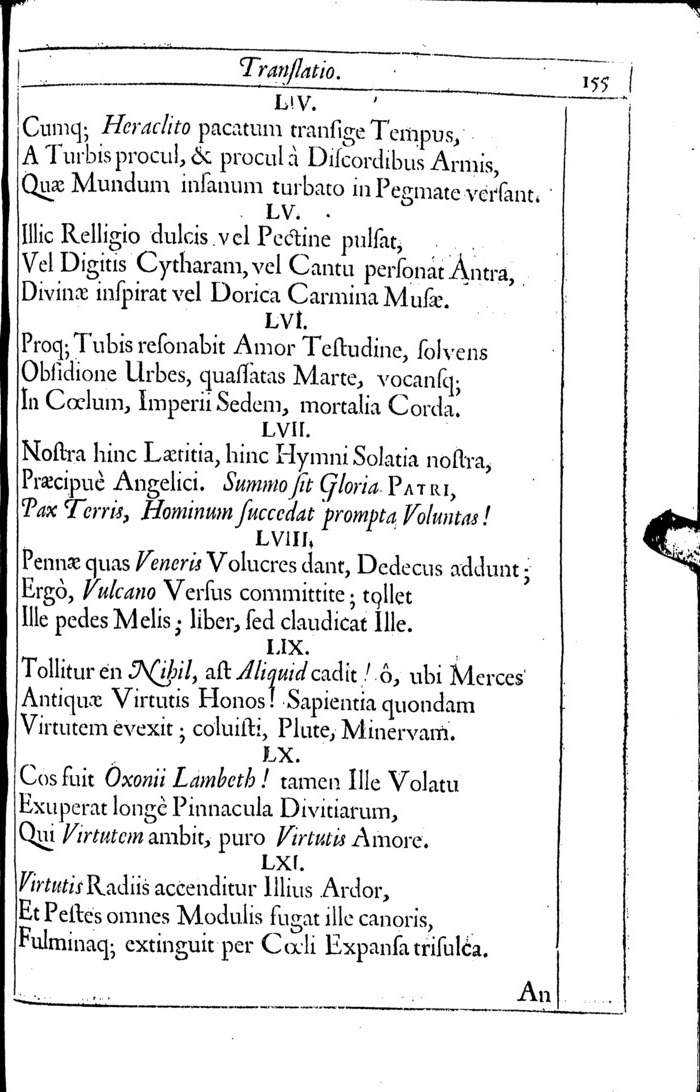 Tranſlatio.
155
LIV.
Cumq; Heraclito pacatum tranſige Tempus,
A Turbis procul, & procul à Diſcordibus Armis,
Quæ Mundum inſanum turbato in Pegmate verſant.
LV.
Illic Relligio dulcis vel Pectine pulſat,
Vel Digitis Cytharam, vel Cantu perſonat Antra,
Divinæ inſpirat vel Dorica Carmina Muſæ.
LVI.
Proq; Tubis reſonabit Amor Teſtudine, ſolvens
Obſidione Urbes, quaſſatas Marte, vocanſq;
In Cœlum, Imperii Sedem, mortalia Corda.
LVII.
Noſtra hinc Lætitia, hinc Hymni Solatia noſtra,
Præcipuè Angelici. Summo ſit Gloria PATRI,
Pax Terris, Hominum ſuccedat prompta Voluntas!
LVIII.
Pennæ quas Veneris Volucres dant, Dedecus addunt;
Ergò, Vulcano Verſus committite; tollet
Ille pedes Melis; liber, ſed claudicat Ille.
LIX.
Tollitur en Nihil, aſt Aliquid cadit! ô, ubi Merces
Antiquæ Virtutis Honos! Sapientia quondam
Virtutem evexit; coluiſti, Plute, Minervam.
LX.
Cos fuit Oxonii Lambeth! tamen Ille Volatu
Exuperat longè Pinnacula Divitiarum,
Qui Virtutem ambit, puro Virtutis Amore.
LXI.
Virtutis Radiis accenditur Illius Ardor,
Et Peſtes omnes Modulis fugat ille canoris,
Fulminaq; extinguit per Cœli Expanſa triſulca.
An